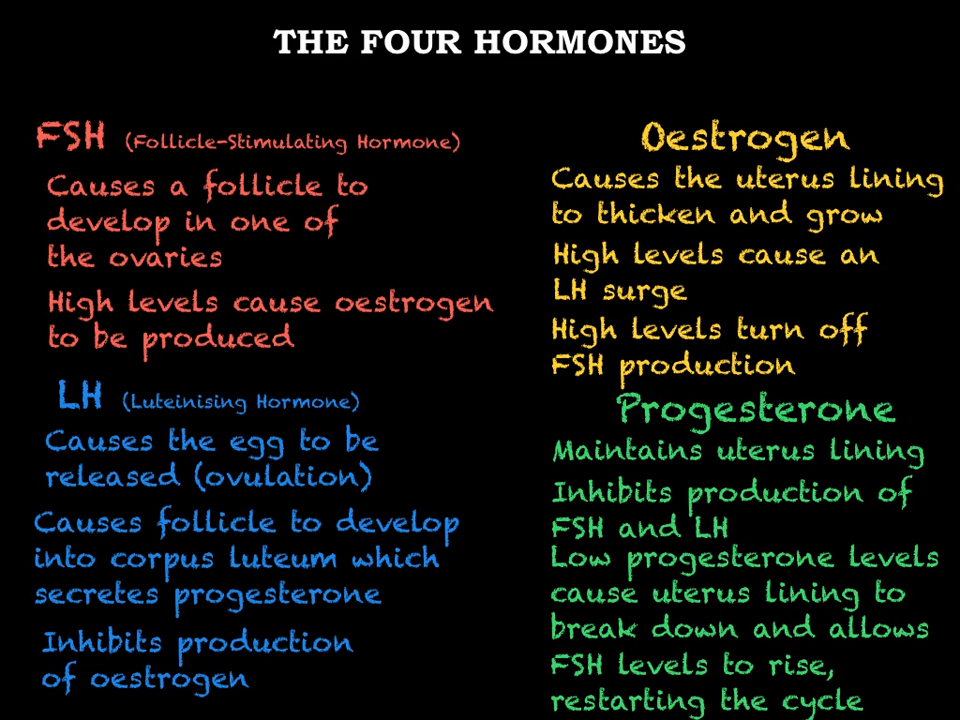 THE FOUR HORMONES
FSH (Follicle-Stimulating Hormone)
Causes a follicle to
develop in one of
the ovaries
High levels cause oestrogen
to be produced
LH (Luteinising Hormone)
Causes the egg to be
released (ovulation)
Causes follicle to develop
into corpus luteum which
secretes progesterone
Inhibits production
of oestrogen
Oestrogen
Causes the uterus lining
to thicken and grow
High levels cause an
LH surge
High levels turn off
FSH production
Progesterone
Maintains uterus lining
Inhibits production of
FSH and LH
Low progesterone levels
cause uterus lining to
break down and allows
FSH levels to rise,
restarting the cycle